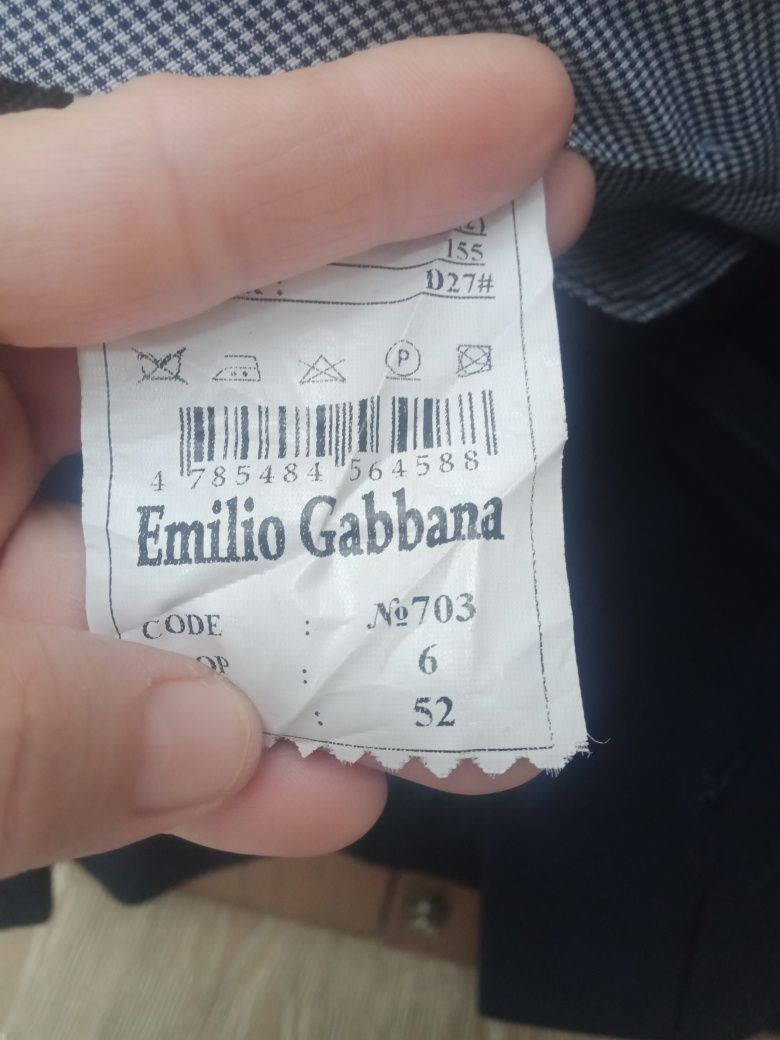 155
D27#
P
4 785484 564588
Emilio Gabbana
CODE : №703
: 6
: 52